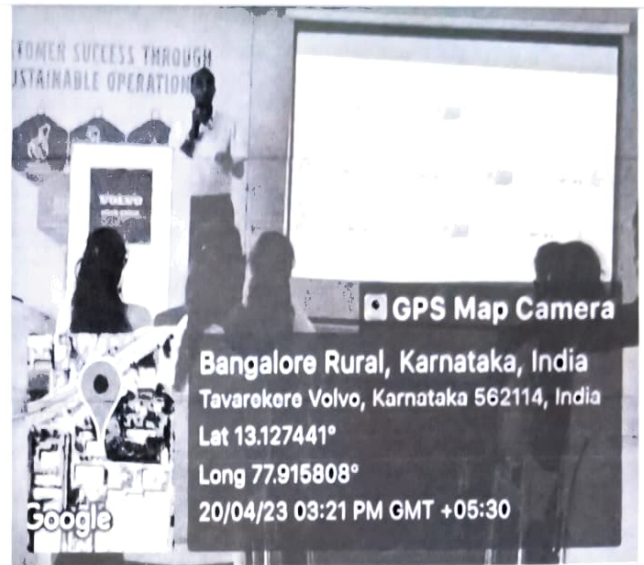 TOMER SUCCESS THROUGH
USTAINABLE OPERATION
VOLVO
GPS Map Camera
Bangalore Rural, Karnataka, India
Tavarekere Volvo, Karnataka 562114, India
Lat 13.127441°
Long 77.915808°
20/04/23 03:21 PM GMT +05:30
Google